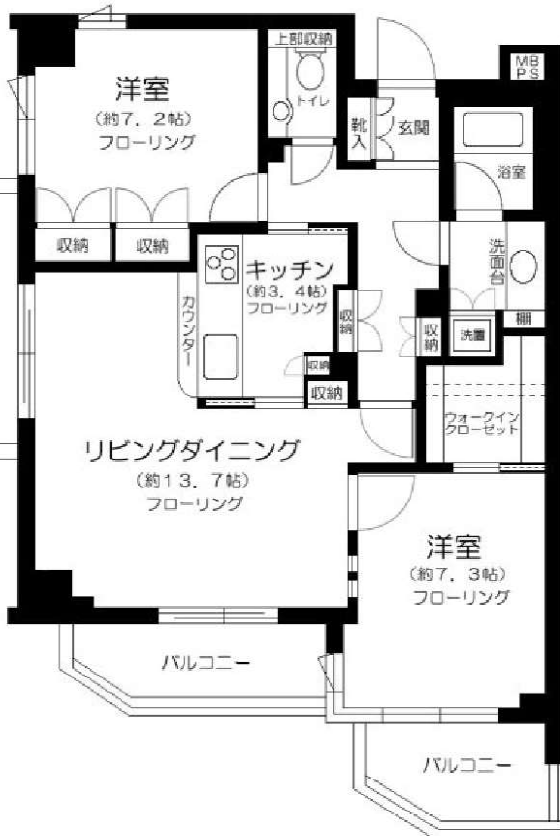 上部収納
トイレ
MB
PS
洋室
(約7．2帖)
フローリング
靴入
玄関
浴室
収納
収納
キッチン
(約3．4帖)
フローリング
カウンター
洗面台
収納
収納
洗置
棚
収納
収納
ウォークイン
クローゼット
リビングダイニング
(約13．7帖)
フローリング
洋室
(約7．3帖)
フローリング
バルコニー
バルコニー